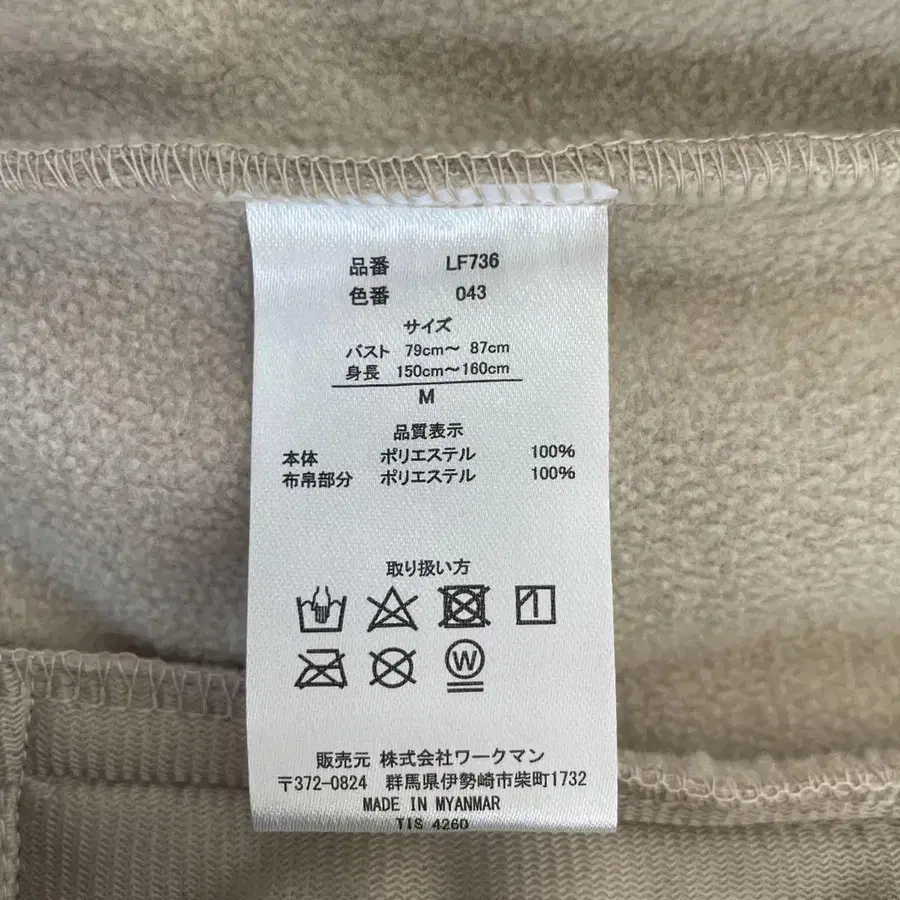 品番 LF736
色番 043
サイズ
バスト 79cm～ 87cm
身長 150cm～160cm
M
品質表示
本体 ポリエステル 100%
布帛部分 ポリエステル 100%
取り扱い方
W
販売元 株式会社ワークマン
〒372-0824 群馬県伊勢崎市柴町1732
MADE IN MYANMAR
TIS 4260